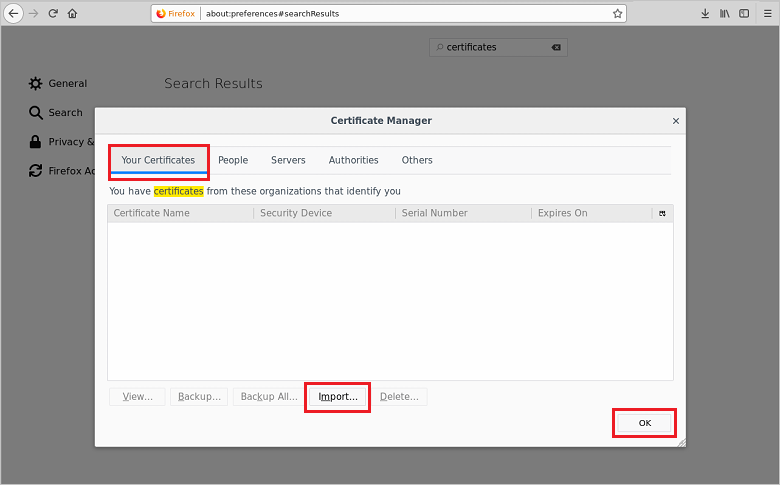 Firefox about:preferences#searchResults
certificates
General
Search Results
Search
Privacy &
Firefox Ac
Certificate Manager
Your Certificates People Servers Authorities Others
You have certificates from these organizations that identify you
Certificate Name Security Device Serial Number Expires On
View... Backup... Backup All... Import... Delete...
OK